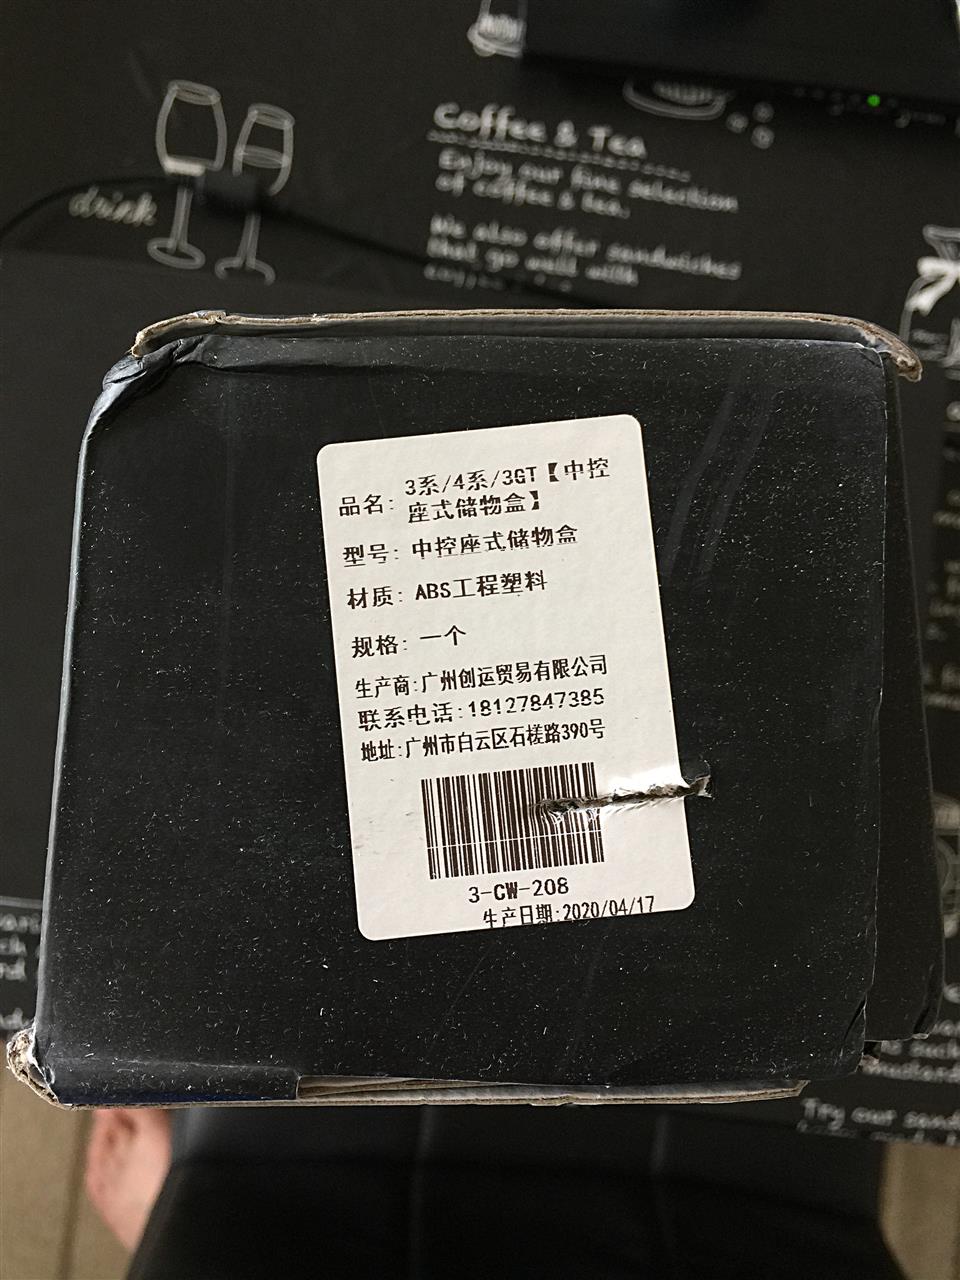 drink
Coffee & Tea
Enjoy our fine selection
of coffee & tea.
We also offer sandwiches
that go well with
品名: 3系/4系/3GT【中控
座式储物盒】
型号: 中控座式储物盒
材质: ABS工程塑料
规格: 一个
生产商:广州创运贸易有限公司
联系电话:18127847385
地址:广州市白云区石槎路390号
3-CW-208
生产日期:2020/04/17
Try our